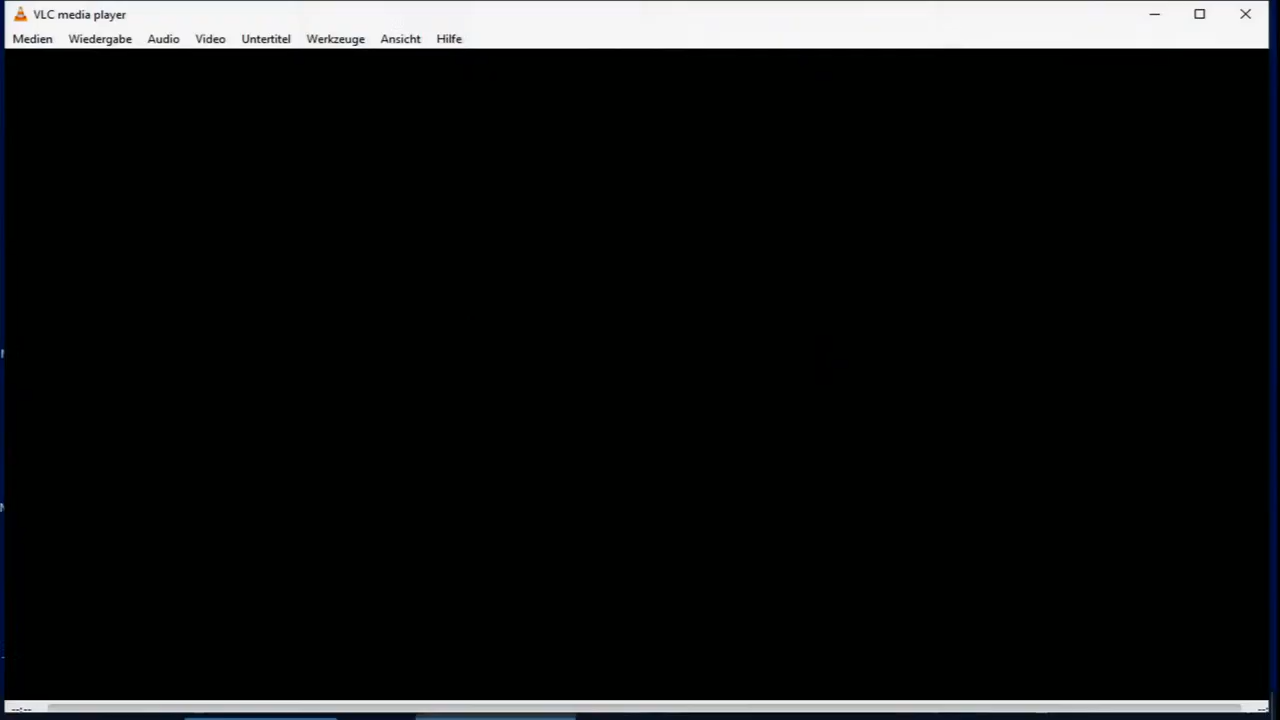 VLC media player
Medien Wiedergabe Audio Video Untertitel Werkzeuge Ansicht Hilfe
--:--